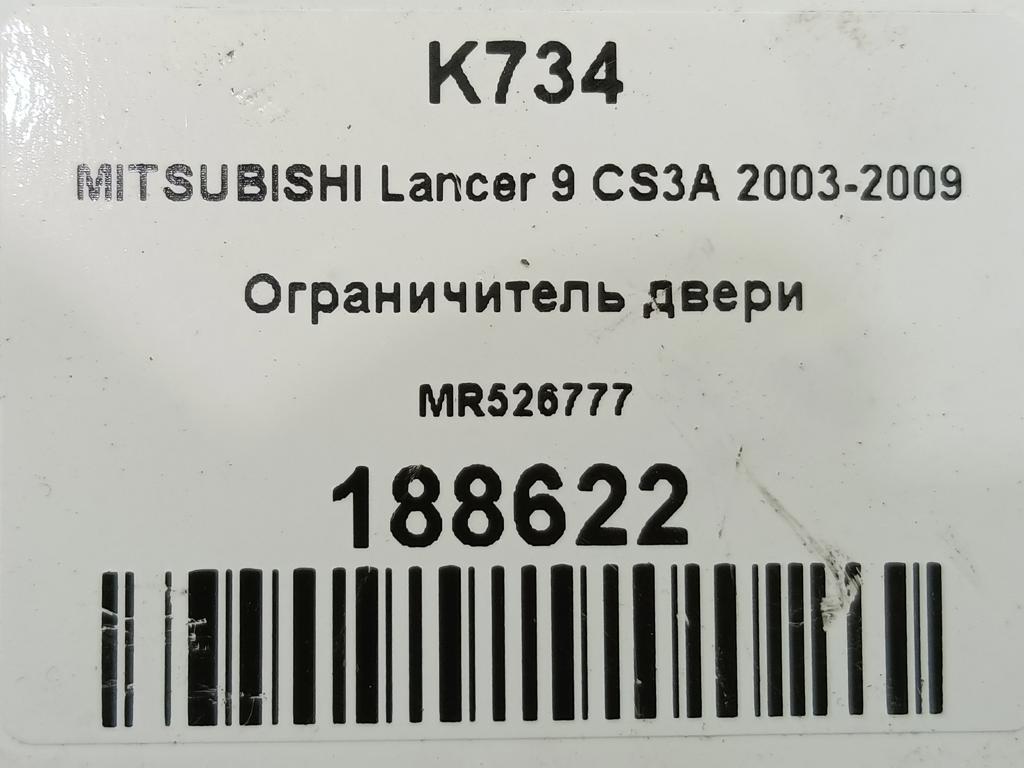 K734
MITSUBISHI Lancer 9 CS3A 2003-2009
Ограничитель двери
MR526777
188622